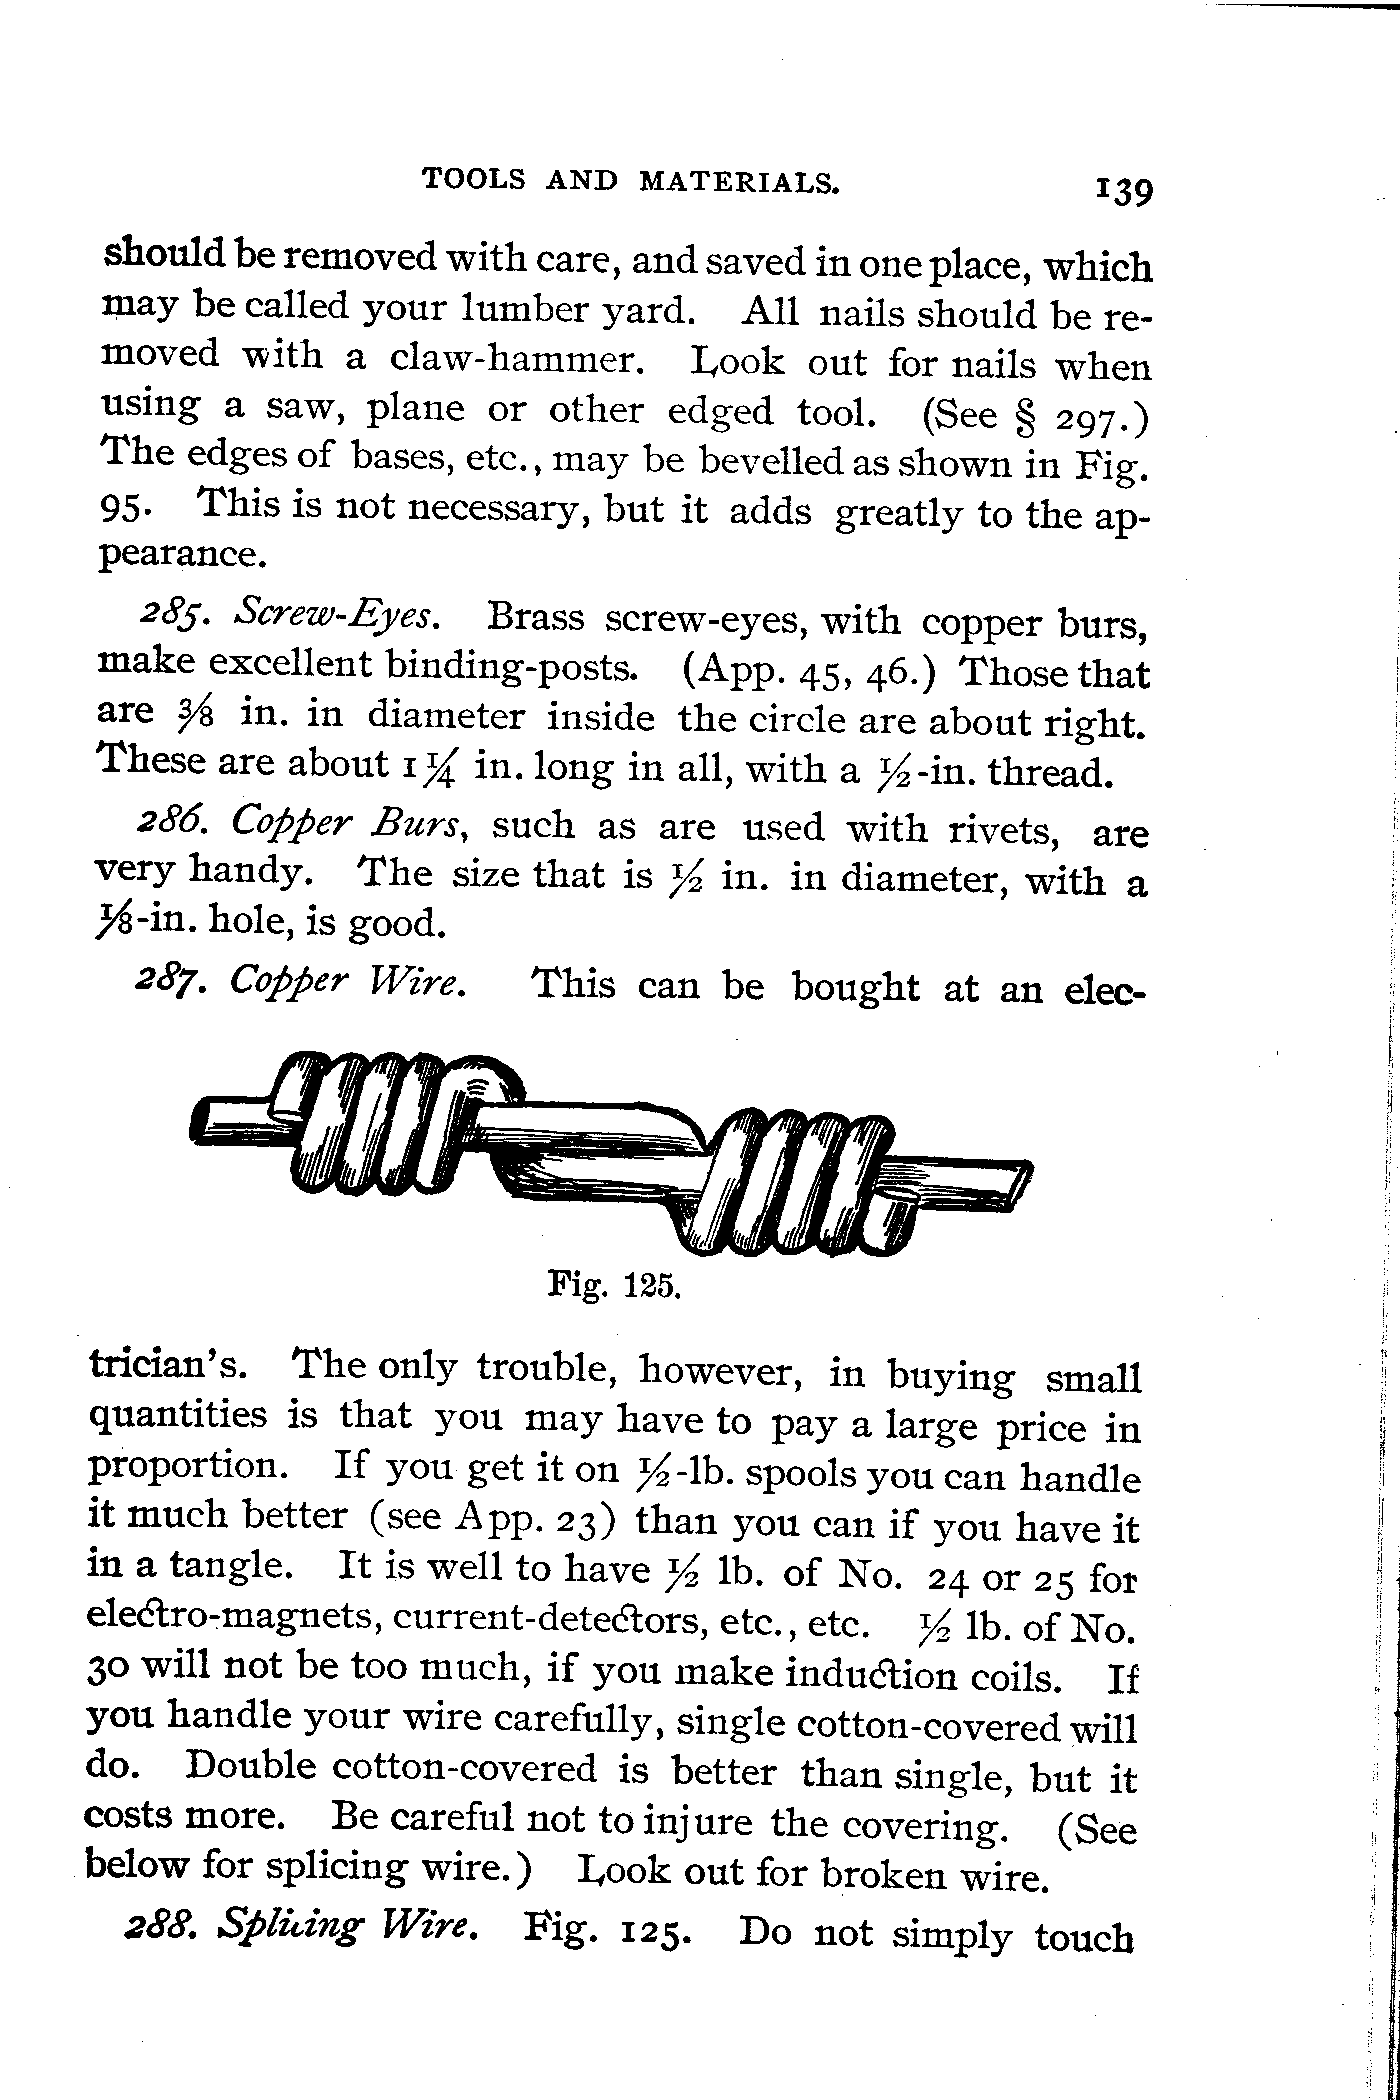 TOOLS AND MATERIALS. 139
should be removed with care, and saved in one place, which
may be called your lumber yard. All nails should be re-
moved with a claw-hammer. Look out for nails when
using a saw, plane or other edged tool. (See § 297.)
The edges of bases, etc., may be bevelled as shown in Fig.
95. This is not necessary, but it adds greatly to the ap-
pearance.
285. Screw-Eyes. Brass screw-eyes, with copper burs,
make excellent binding-posts. (App. 45, 46.) Those that
are ⅜ in. in diameter inside the circle are about right.
These are about 1¼ in. long in all, with a ½-in. thread.
286. Copper Burs, such as are used with rivets, are
very handy. The size that is ½ in. in diameter, with a
⅛-in. hole, is good.
287. Copper Wire. This can be bought at an elec-
Fig. 125.
trician's. The only trouble, however, in buying small
quantities is that you may have to pay a large price in
proportion. If you get it on ½-lb. spools you can handle
it much better (see App. 23) than you can if you have it
in a tangle. It is well to have ½ lb. of No. 24 or 25 for
electro-magnets, current-detectors, etc., etc. ½ lb. of No.
30 will not be too much, if you make induction coils. If
you handle your wire carefully, single cotton-covered will
do. Double cotton-covered is better than single, but it
costs more. Be careful not to injure the covering. (See
below for splicing wire.) Look out for broken wire.
288. Splicing Wire. Fig. 125. Do not simply touch